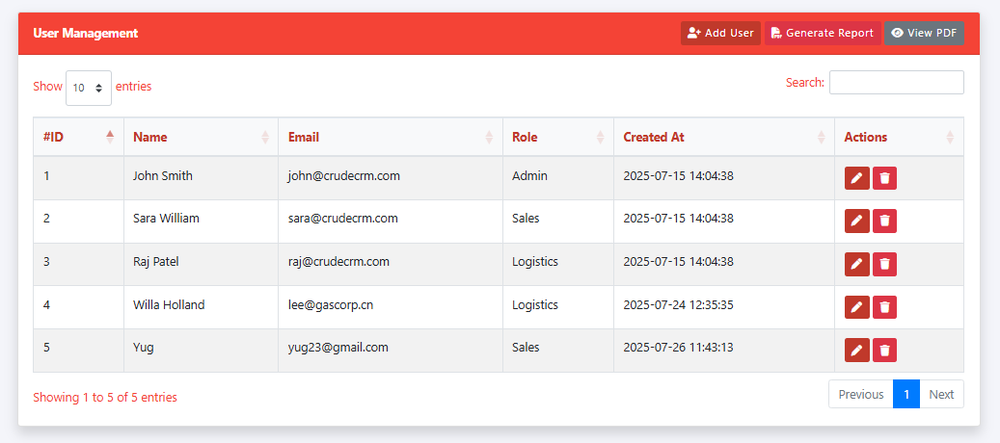 User Management Add User Generate Report View PDF
Show 10 entries Search:
#ID Name Email Role Created At Actions
1 John Smith john@crudecrm.com Admin 2025-07-15 14:04:38
2 Sara William sara@crudecrm.com Sales 2025-07-15 14:04:38
3 Raj Patel raj@crudecrm.com Logistics 2025-07-15 14:04:38
4 Willa Holland lee@gascorp.cn Logistics 2025-07-24 12:35:35
5 Yug yug23@gmail.com Sales 2025-07-26 11:43:13
Showing 1 to 5 of 5 entries Previous 1 Next